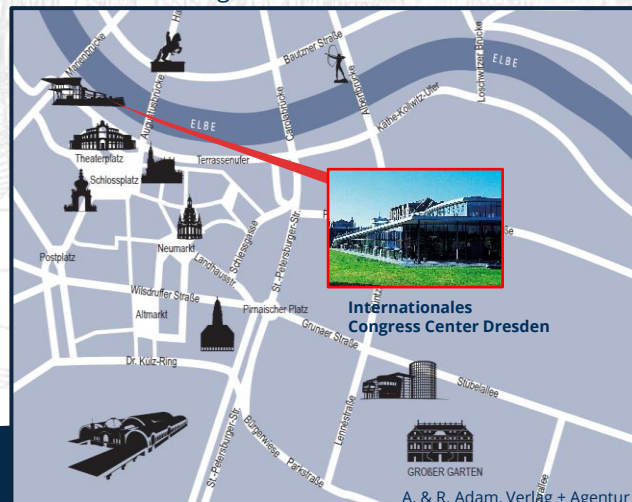 Marienbrücke
Augustusbrücke
Bautzner Straße
Carolabrücke
Albertbrücke
Loschwitzer Brücke
ELBE
ELBE
Käthe-Kollwitz-Ufer
Theaterplatz
Terrassenufer
Schlossplatz
Neumarkt
Landhausstr.
Schiessgasse
St.-Petersburger-Str.
Postplatz
Wilsdruffer Straße
Altmarkt
Pirnaischer Platz
Internationales
Congress Center Dresden
Grunaer Straße
Dr. Külz-Ring
Stübelallee
Lennéstraße
St.-Petersburger-Str.
Bürgerwiese
Parkstraße
GROßER GARTEN
A. & R. Adam, Verlag + Agentur